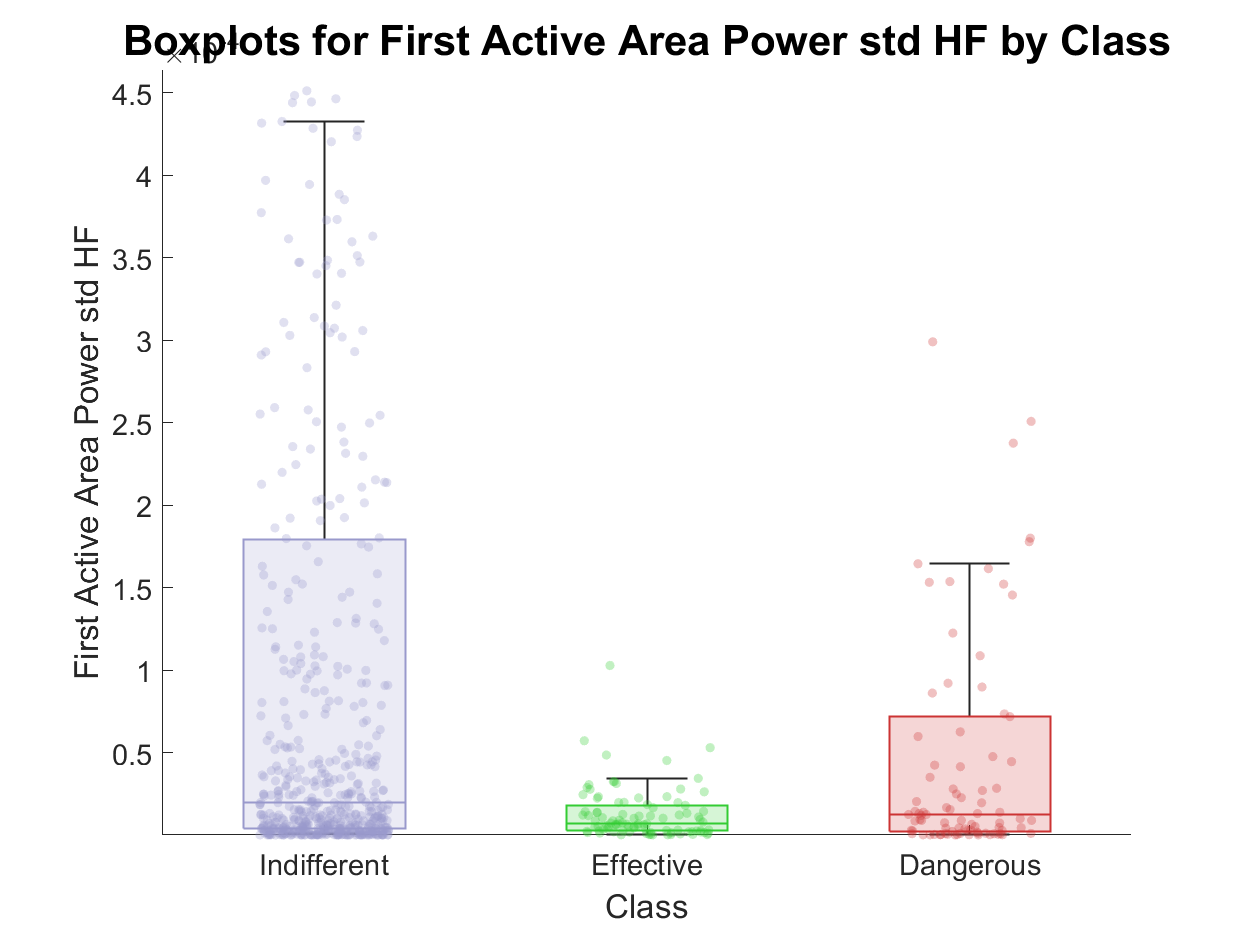 Boxplots for First Active Area Power std HF by Class
4.5
4
3.5
3
2.5
2
1.5
1
0.5
First Active Area Power std HF
Indifferent
Effective
Dangerous
Class